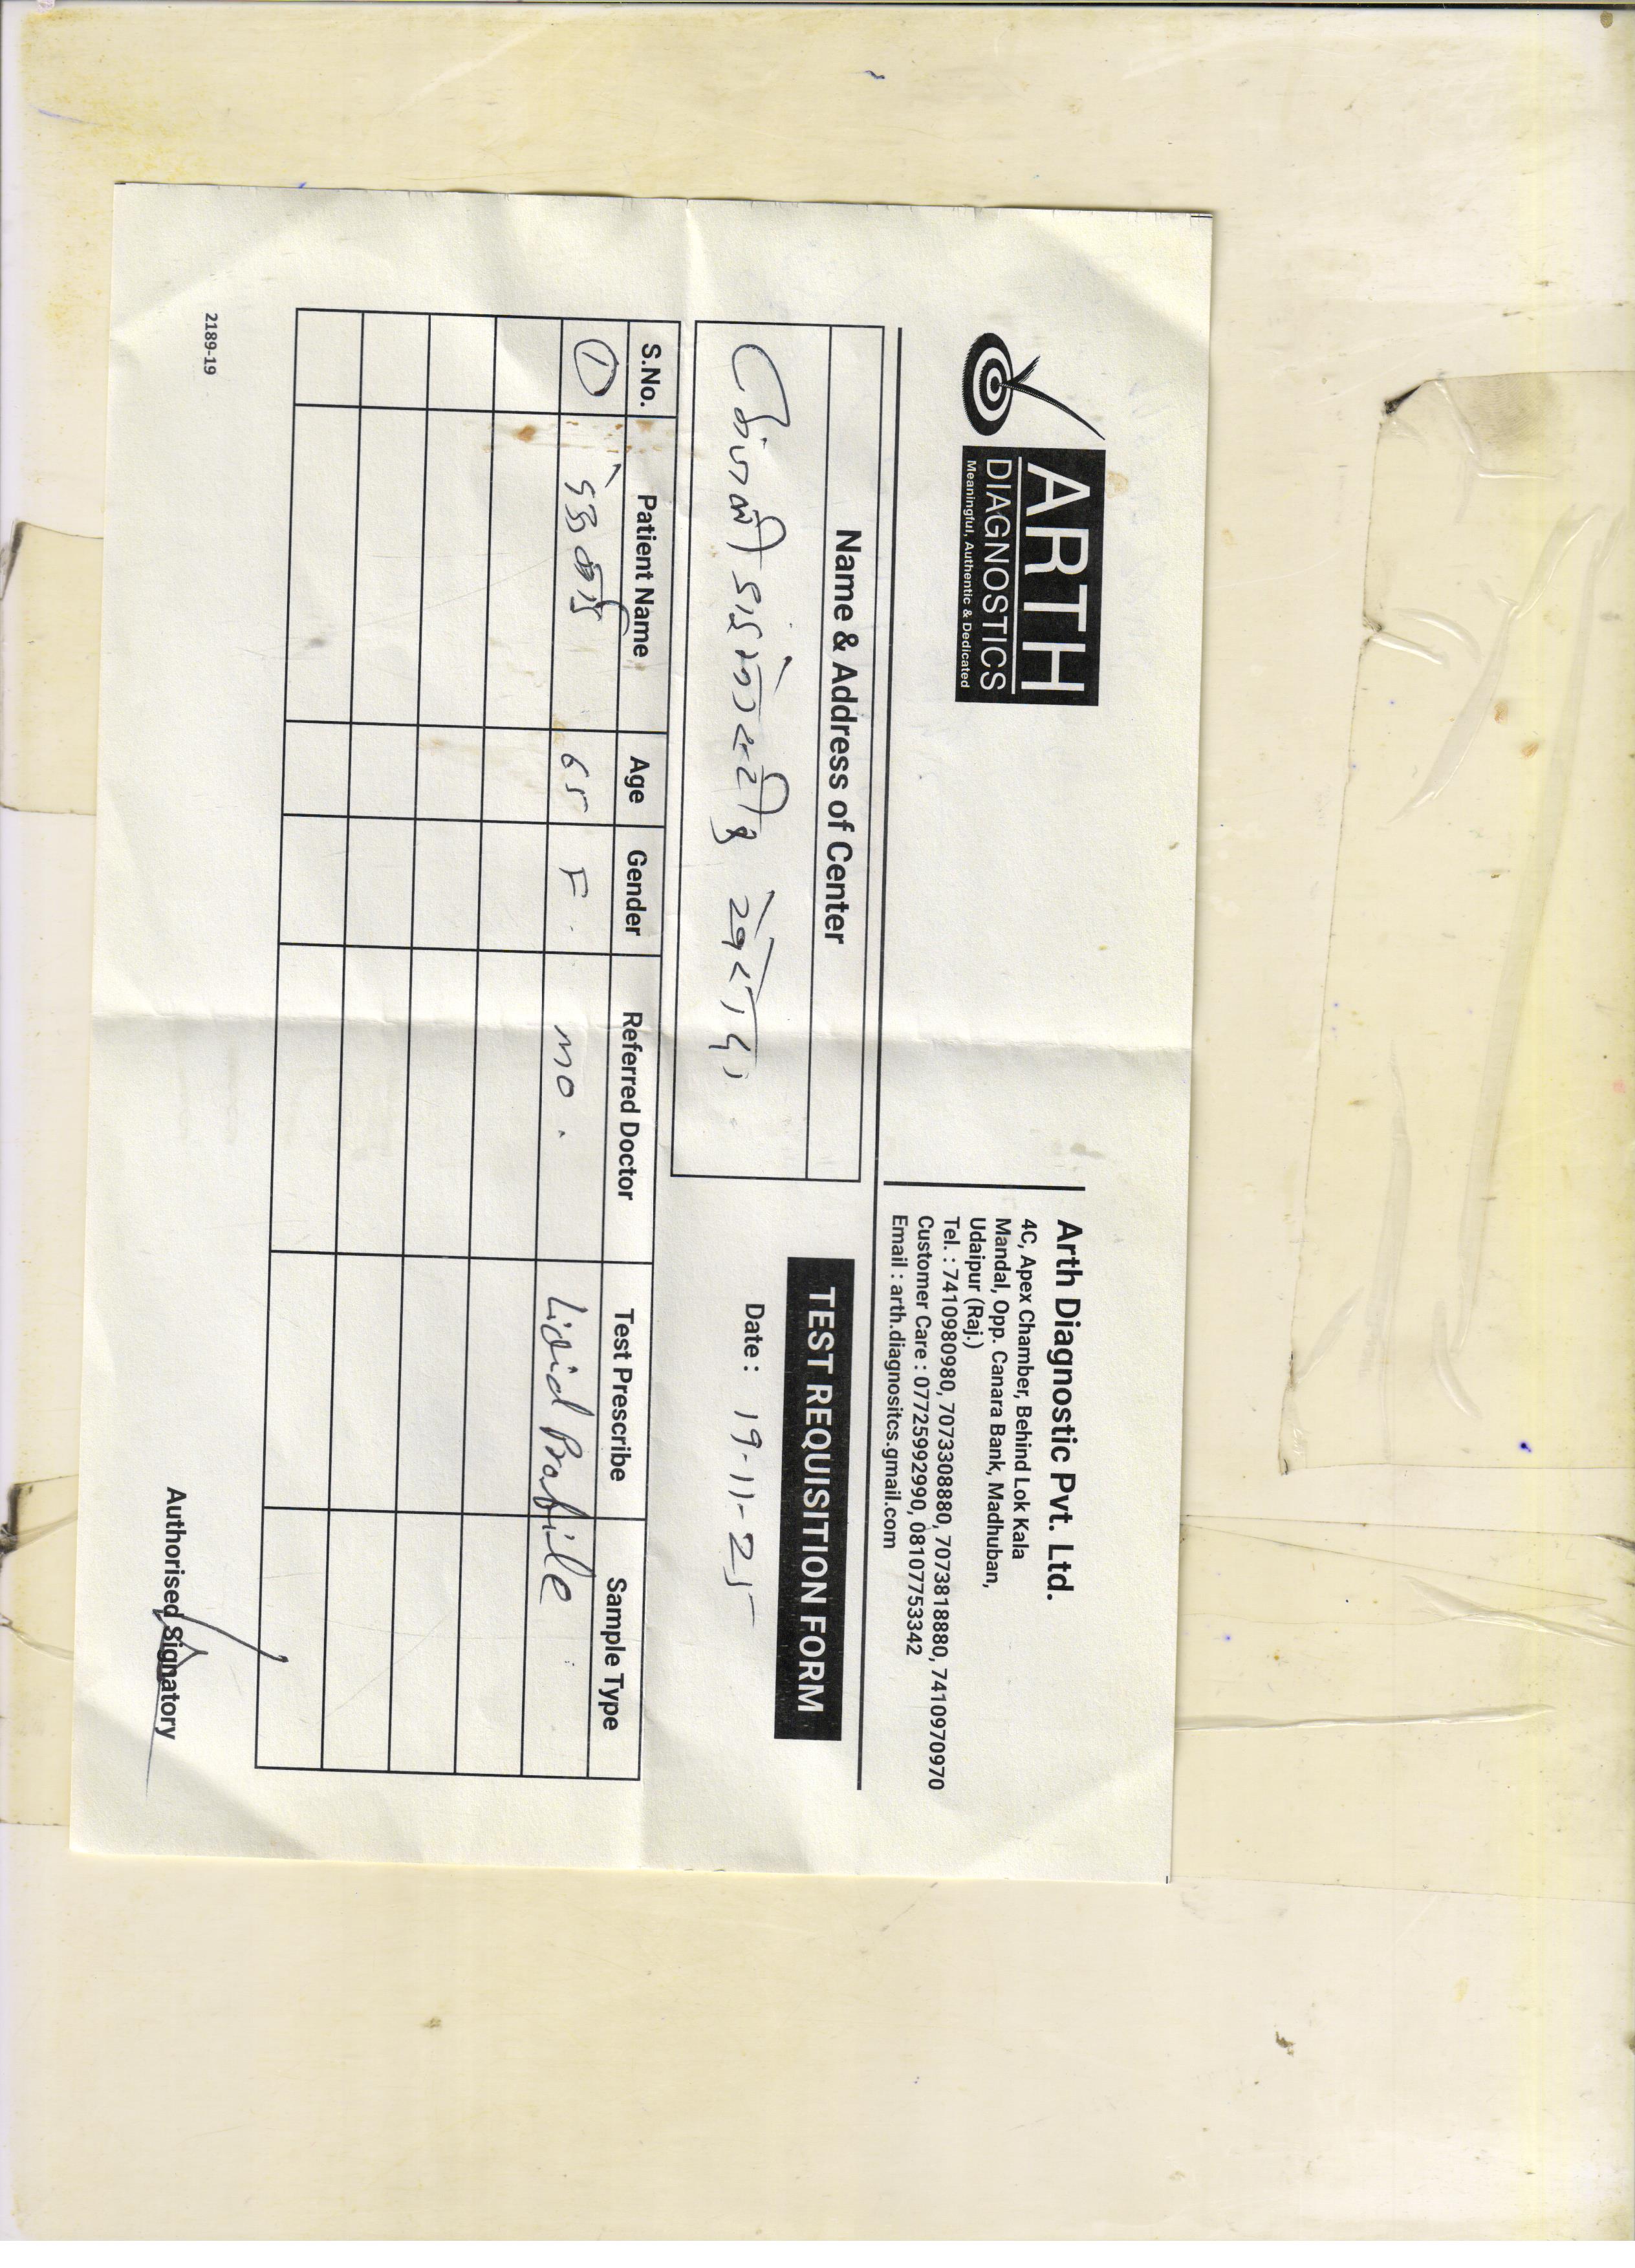 ARTH
DIAGNOSTICS
Meaningful, Authentic & Dedicated
Arth Diagnostic Pvt. Ltd.
4C, Apex Chamber, Behind Lok Kala
Mandal, Opp. Canara Bank, Madhuban,
Udaipur (Raj.)
Tel. : 7410980980, 7073308880, 7073818880, 7410970970
Customer Care : 07725992990, 08107753342
Email : arth.diagnositcs.gmail.com
Name & Address of Center
TEST REQUISITION FORM
Date : 19-11-25
S.No. Patient Name Age Gender Referred Doctor Test Prescribe Sample Type
1 65 F. MO. Lipid Profile
2189-19
Authorised Signatory